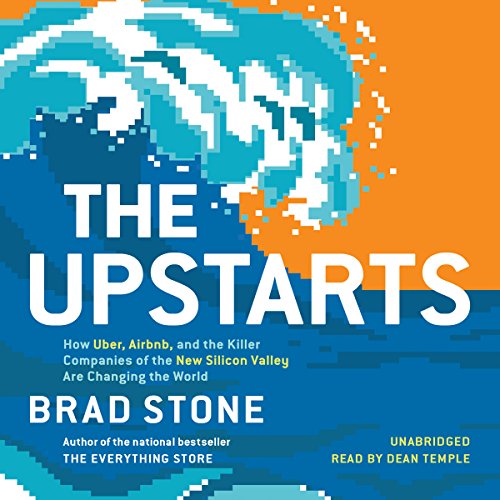 THE
UPSTARTS
How Uber, Airbnb, and the Killer
Companies of the New Silicon Valley
Are Changing the World
BRAD STONE
Author of the national bestseller
THE EVERYTHING STORE
UNABRIDGED
READ BY DEAN TEMPLE